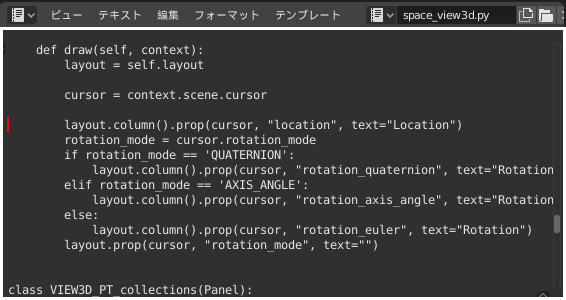 ビュー テキスト 編集 フォーマット テンプレート space_view3d.py
    def draw(self, context):
        layout = self.layout

        cursor = context.scene.cursor

        layout.column().prop(cursor, "location", text="Location")
        rotation_mode = cursor.rotation_mode
        if rotation_mode == 'QUATERNION':
            layout.column().prop(cursor, "rotation_quaternion", text="Rotation
        elif rotation_mode == 'AXIS_ANGLE':
            layout.column().prop(cursor, "rotation_axis_angle", text="Rotation
        else:
            layout.column().prop(cursor, "rotation_euler", text="Rotation")
        layout.prop(cursor, "rotation_mode", text="")


class VIEW3D_PT_collections(Panel):